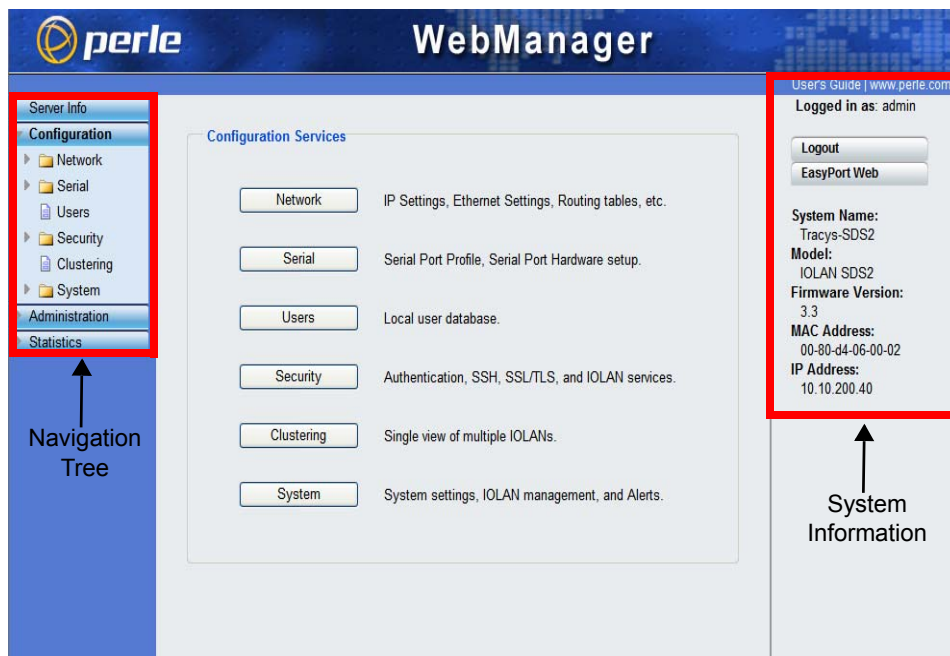 perle
WebManager
User's Guide | www.perle.com
Server Info
Configuration
Network
Serial
Users
Security
Clustering
System
Administration
Statistics
Navigation
Tree
Configuration Services
Network IP Settings, Ethernet Settings, Routing tables, etc.
Serial Serial Port Profile, Serial Port Hardware setup.
Users Local user database.
Security Authentication, SSH, SSL/TLS, and IOLAN services.
Clustering Single view of multiple IOLANs.
System System settings, IOLAN management, and Alerts.
Logged in as: admin
Logout
EasyPort Web
System Name:
Tracys-SDS2
Model:
IOLAN SDS2
Firmware Version:
3.3
MAC Address:
00-80-d4-06-00-02
IP Address:
10.10.200.40
System
Information